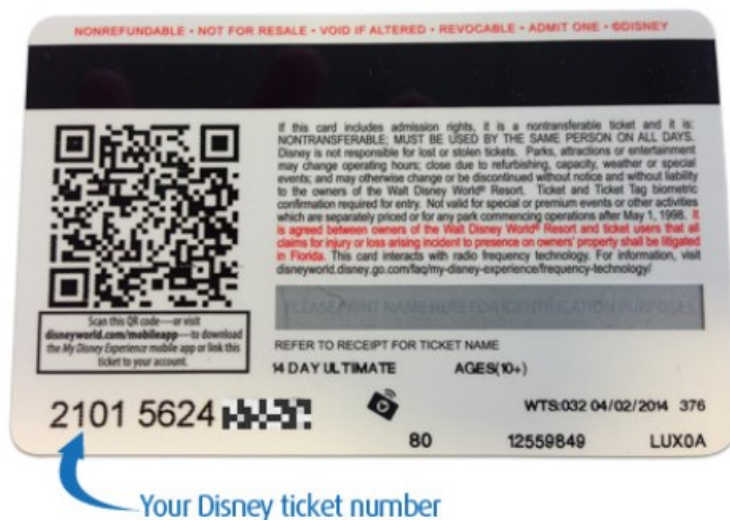 NONREFUNDABLE • NOT FOR RESALE • VOID IF ALTERED • REVOCABLE • ADMIT ONE • ©DISNEY
If this card includes admission rights, it is a nontransferable ticket and it is:
NONTRANSFERABLE; MUST BE USED BY THE SAME PERSON ON ALL DAYS.
Disney is not responsible for lost or stolen tickets. Parks, attractions or entertainment
may change operating hours; close due to refurbishing, capacity, weather or special
events; and may otherwise change or be discontinued without notice and without liability
to the owners of the Walt Disney World® Resort. Ticket and Ticket Tag biometric
confirmation required for entry. Not valid for special or premium events or other activities
which are separately priced or for any park commencing operations after May 1, 1998. It
is agreed between owners of the Walt Disney World® Resort and ticket users that all
claims for injury or loss arising incident to presence on owners' property shall be litigated
in Florida. This card interacts with radio frequency technology. For information, visit
disneyworld.disney.go.com/faq/my-disney-experience/frequency-technology/
PLEASE PRINT NAME HERE FOR IDENTIFICATION PURPOSES
Scan this QR code—or visit
disneyworld.com/mobileapp—to download
the My Disney Experience mobile app or link this
ticket to your account.
REFER TO RECEIPT FOR TICKET NAME
14 DAY ULTIMATE AGES(10+)
2101 5624
WTS:032 04/02/2014 376
80 12559849 LUX0A
Your Disney ticket number